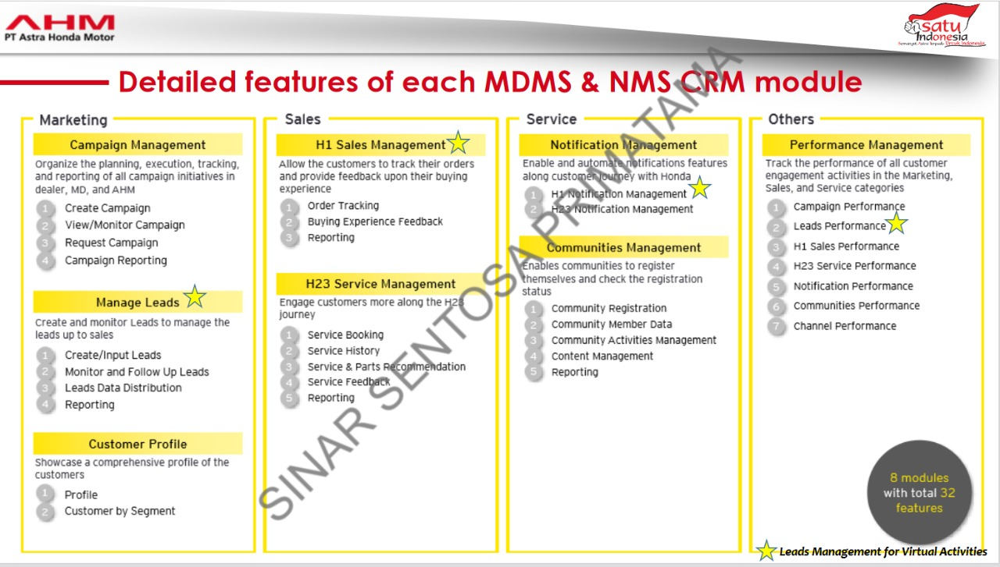 AHM
PT Astra Honda Motor
satu
Indonesia
Semangat Astra Terpadu Untuk Indonesia
Detailed features of each MDMS & NMS CRM module
Marketing
Campaign Management
Organize the planning, execution, tracking,
and reporting of all campaign initiatives in
dealer, MD, and AHM
1 Create Campaign
2 View/Monitor Campaign
3 Request Campaign
4 Campaign Reporting
Manage Leads
Create and monitor Leads to manage the
leads up to sales
1 Create/Input Leads
2 Monitor and Follow Up Leads
3 Leads Data Distribution
4 Reporting
Customer Profile
Showcase a comprehensive profile of the
customers
1 Profile
2 Customer by Segment
Sales
H1 Sales Management
Allow the customers to track their orders
and provide feedback upon their buying
experience
1 Order Tracking
2 Buying Experience Feedback
3 Reporting
H23 Service Management
Engage customers more along the H23
journey
1 Service Booking
2 Service History
3 Service & Parts Recommendation
4 Service Feedback
5 Reporting
Service
Notification Management
Enable and automate notifications features
along customer journey with Honda
1 H1 Notification Management
2 H23 Notification Management
Communities Management
Enables communities to register
themselves and check the registration
status
1 Community Registration
2 Community Member Data
3 Community Activities Management
4 Content Management
5 Reporting
Others
Performance Management
Track the performance of all customer
engagement activities in the Marketing,
Sales, and Service categories
1 Campaign Performance
2 Leads Performance
3 H1 Sales Performance
4 H23 Service Performance
5 Notification Performance
6 Communities Performance
7 Channel Performance
8 modules
with total 32
features
Leads Management for Virtual Activities
SINAR SENTOSA PRIMATAMA